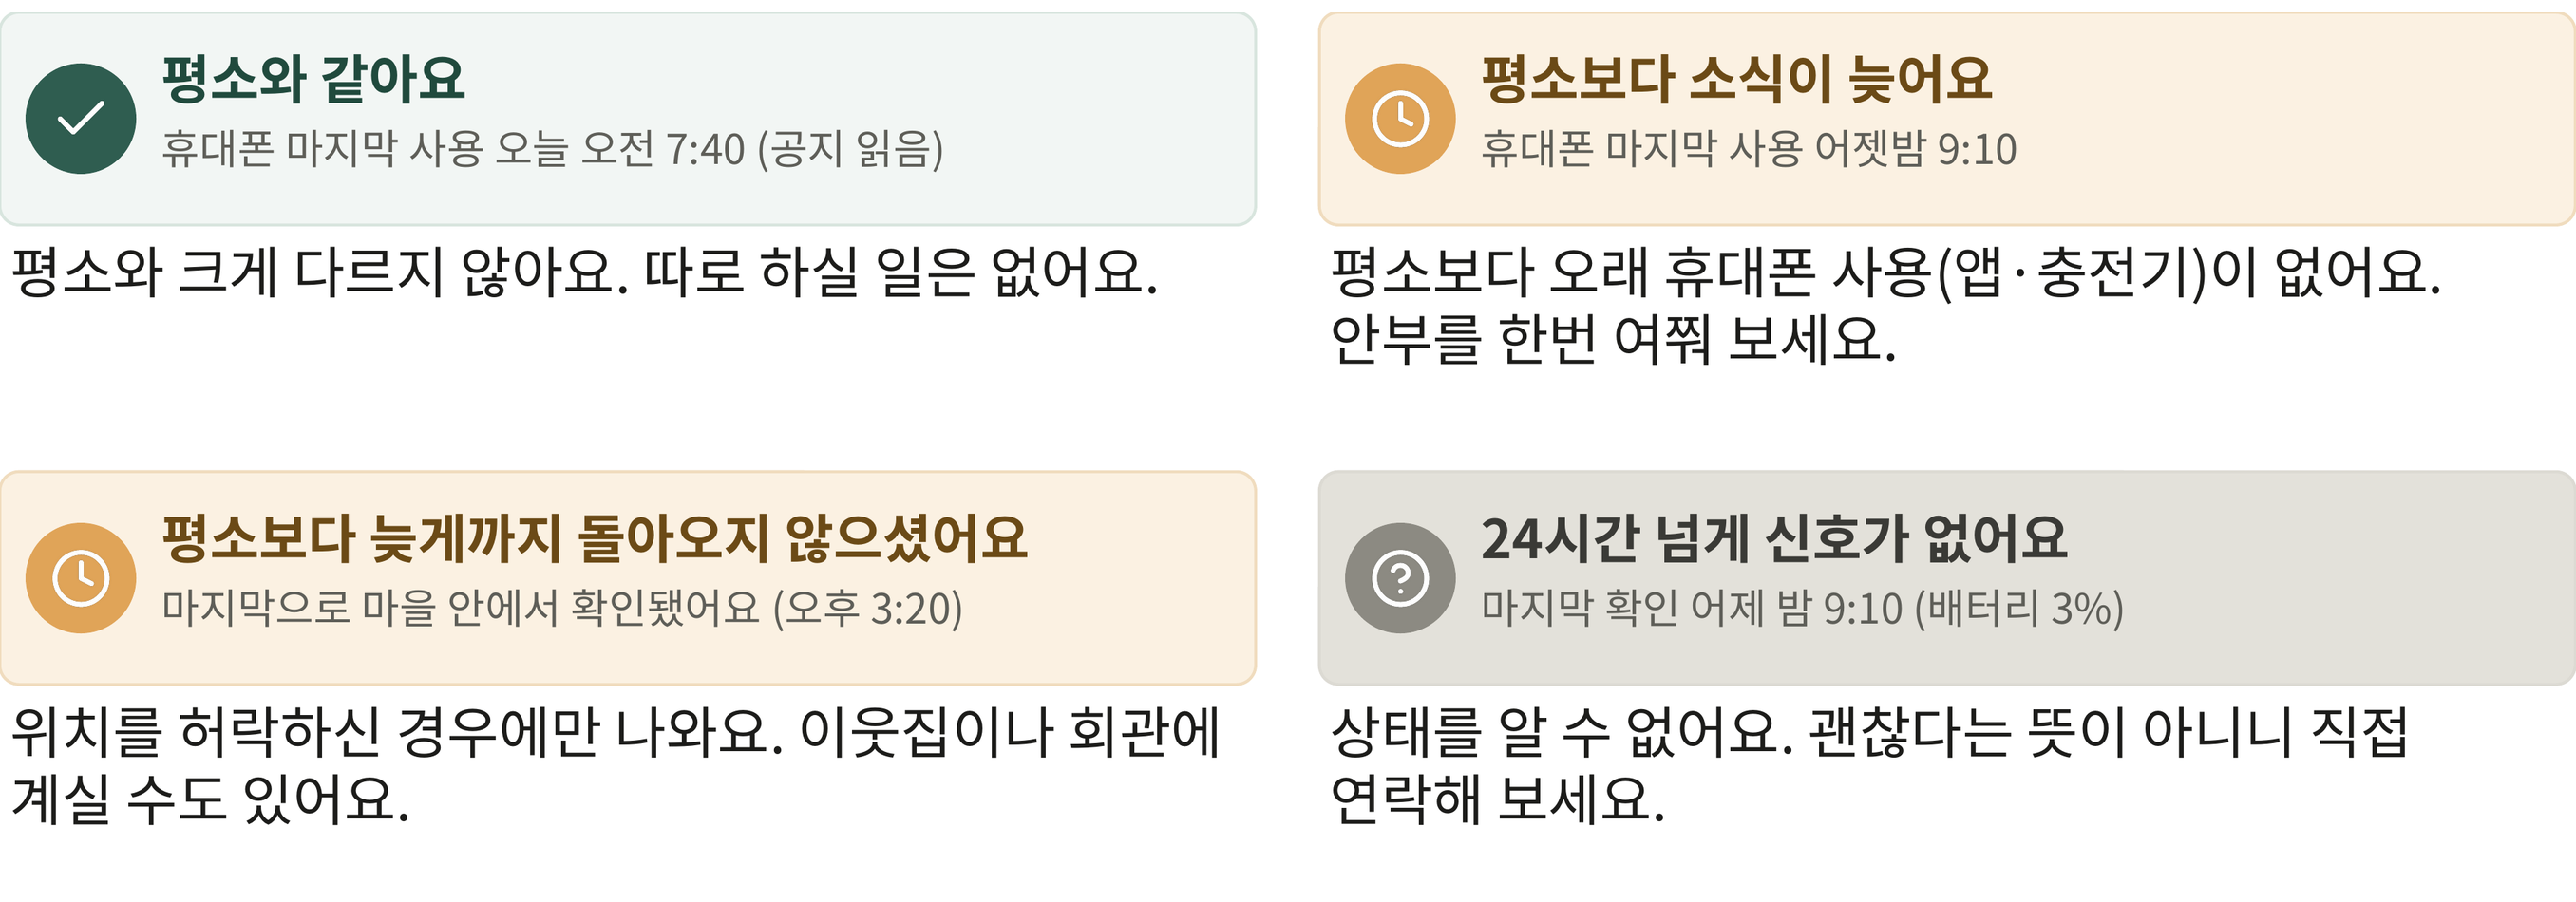 평소와 같아요
휴대폰 마지막 사용 오늘 오전 7:40 (공지 읽음)
평소와 크게 다르지 않아요. 따로 하실 일은 없어요.
평소보다 소식이 늦어요
휴대폰 마지막 사용 어젯밤 9:10
평소보다 오래 휴대폰 사용(앱·충전기)이 없어요.
안부를 한번 여쭤 보세요.
평소보다 늦게까지 돌아오지 않으셨어요
마지막으로 마을 안에서 확인됐어요 (오후 3:20)
위치를 허락하신 경우에만 나와요. 이웃집이나 회관에
계실 수도 있어요.
24시간 넘게 신호가 없어요
마지막 확인 어제 밤 9:10 (배터리 3%)
상태를 알 수 없어요. 괜찮다는 뜻이 아니니 직접
연락해 보세요.